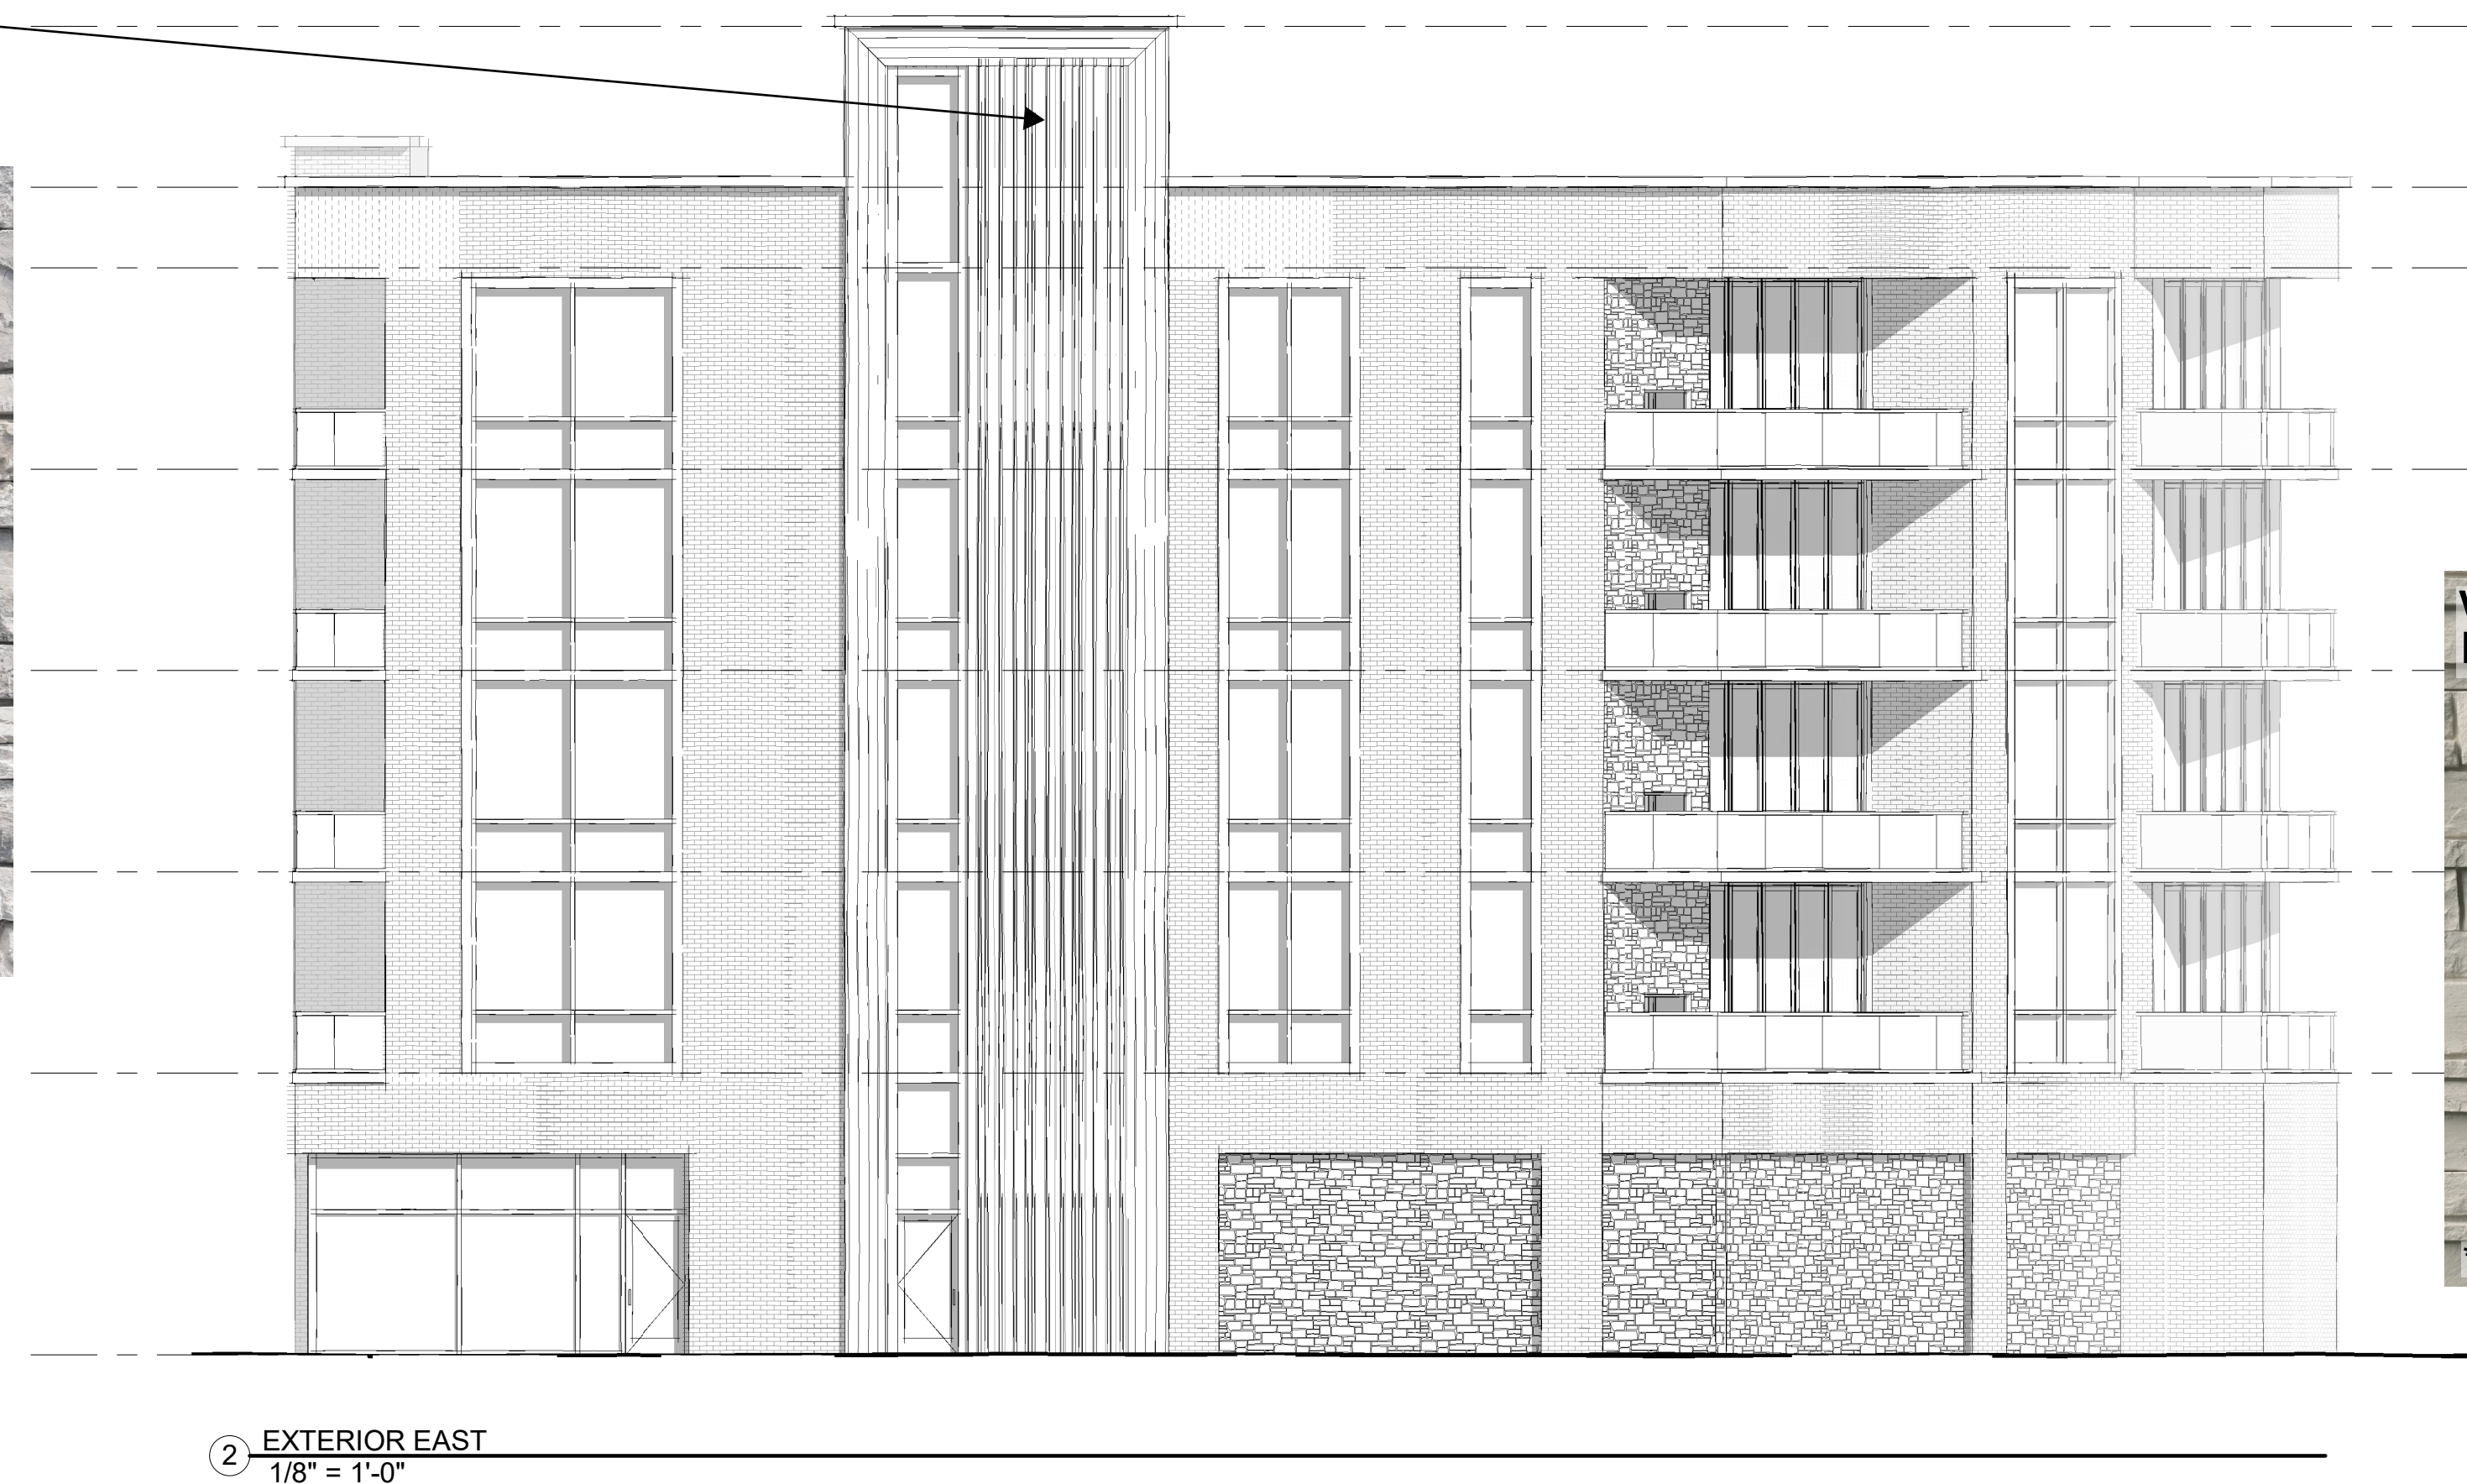 2
EXTERIOR EAST
1/8" = 1'-0"